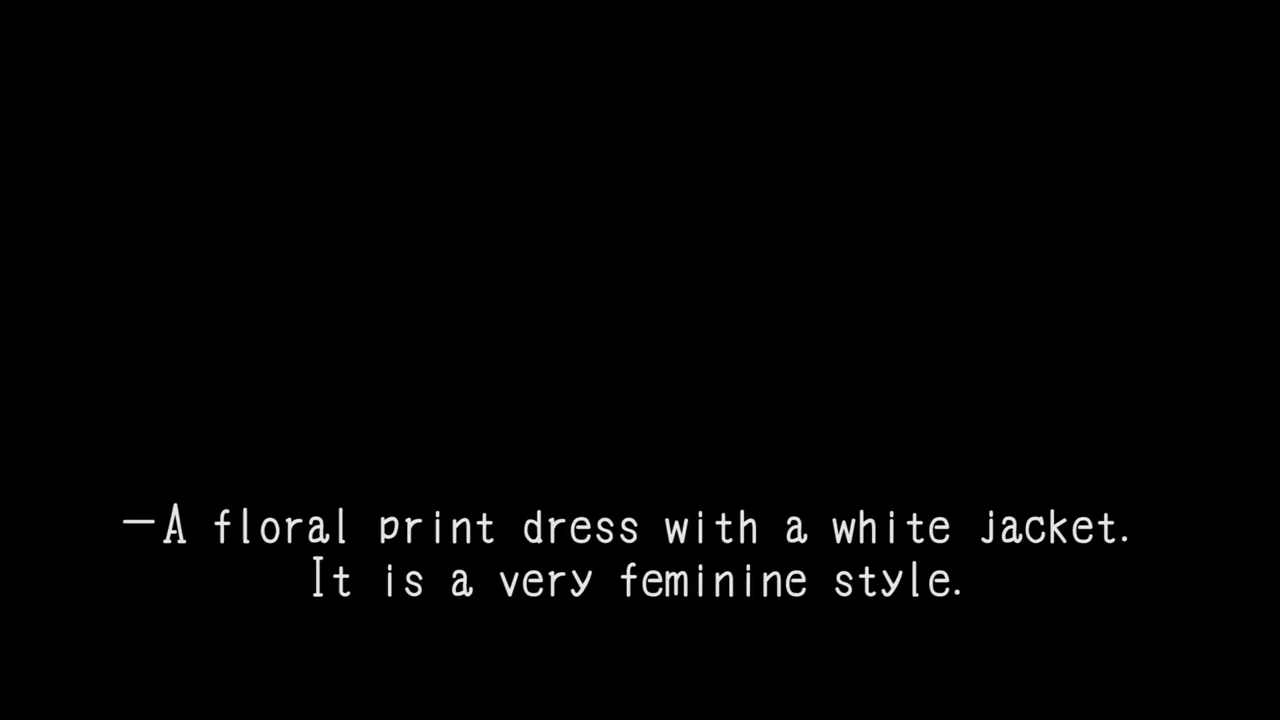 —A floral print dress with a white jacket.
It is a very feminine style.